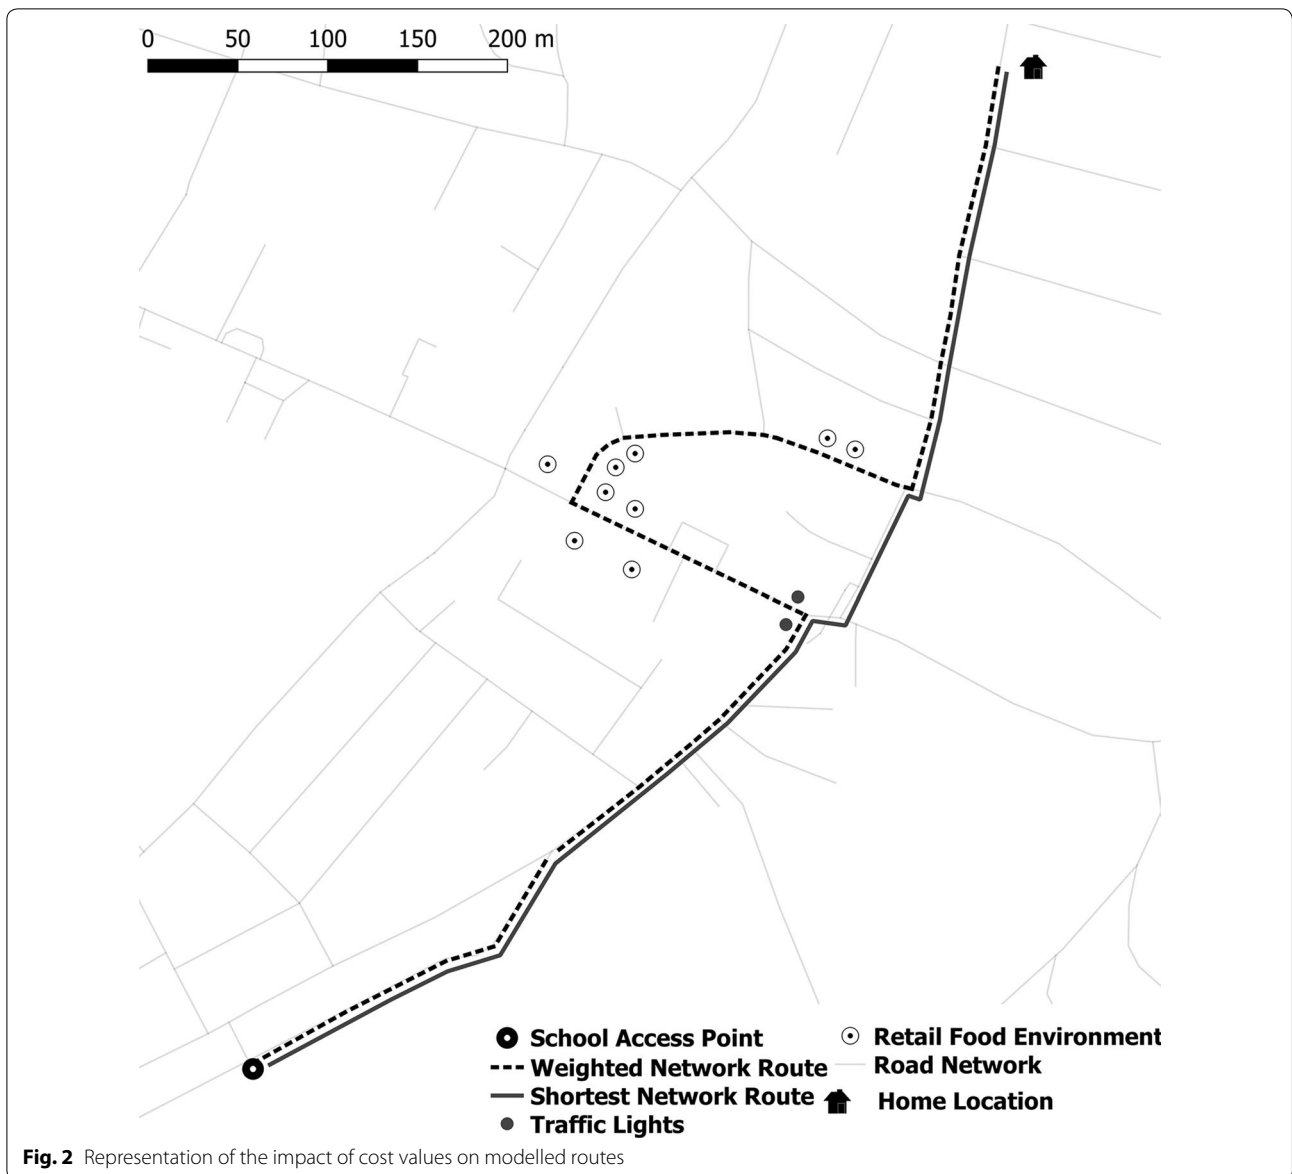 0 50 100 150 200 m
School Access Point
Retail Food Environment
Weighted Network Route
Road Network
Shortest Network Route
Home Location
Traffic Lights
Fig. 2 Representation of the impact of cost values on modelled routes